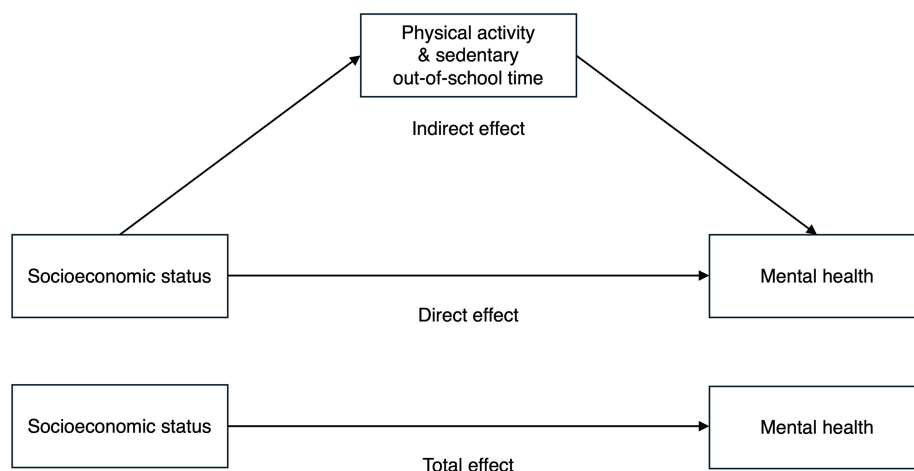 Physical activity
& sedentary
out-of-school time
Indirect effect
Socioeconomic status
Mental health
Direct effect
Socioeconomic status
Mental health
Total effect